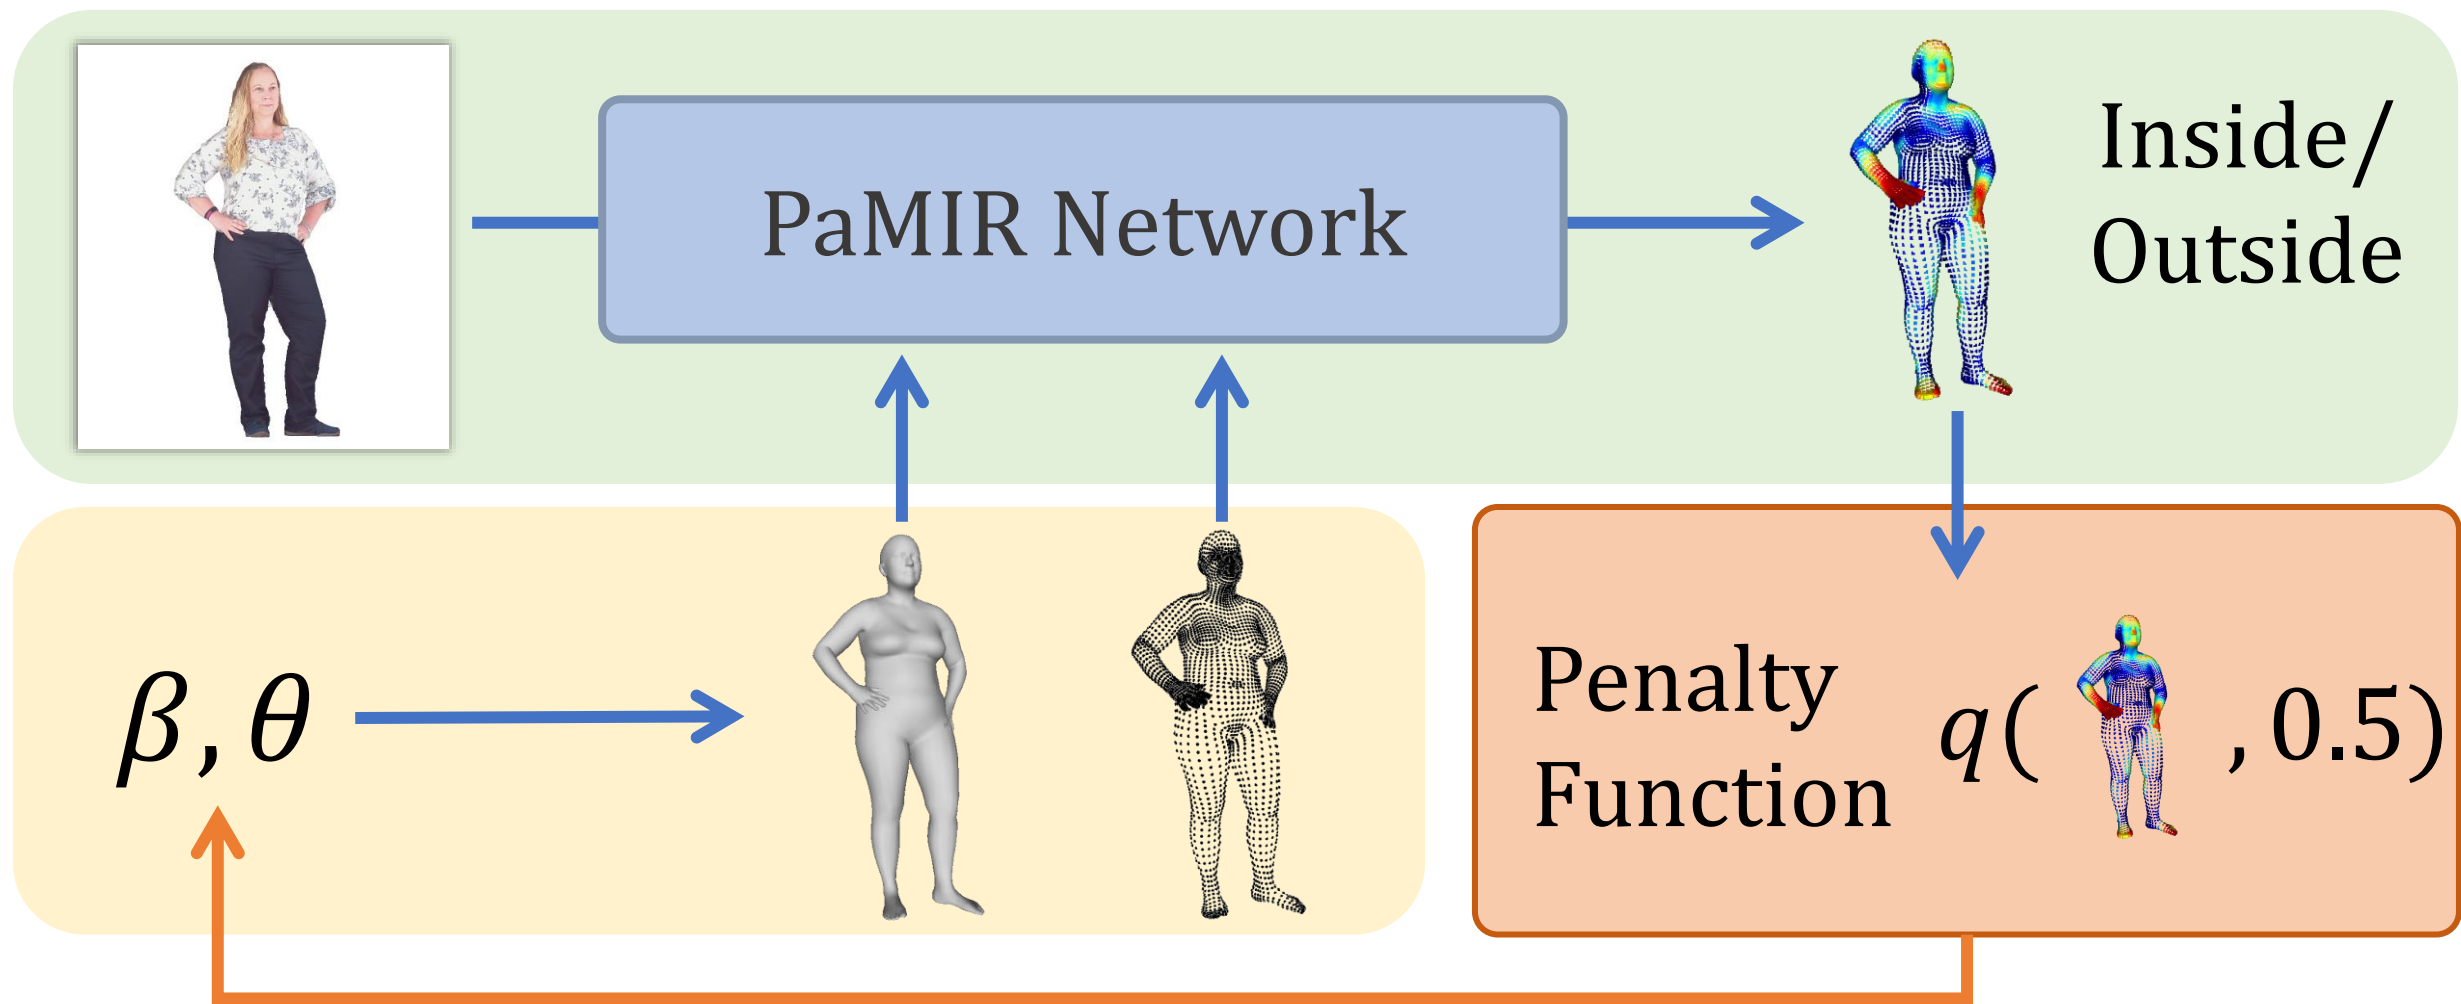 PaMIR Network
Inside/
Outside
β, θ
Penalty
Function
q( , 0.5)